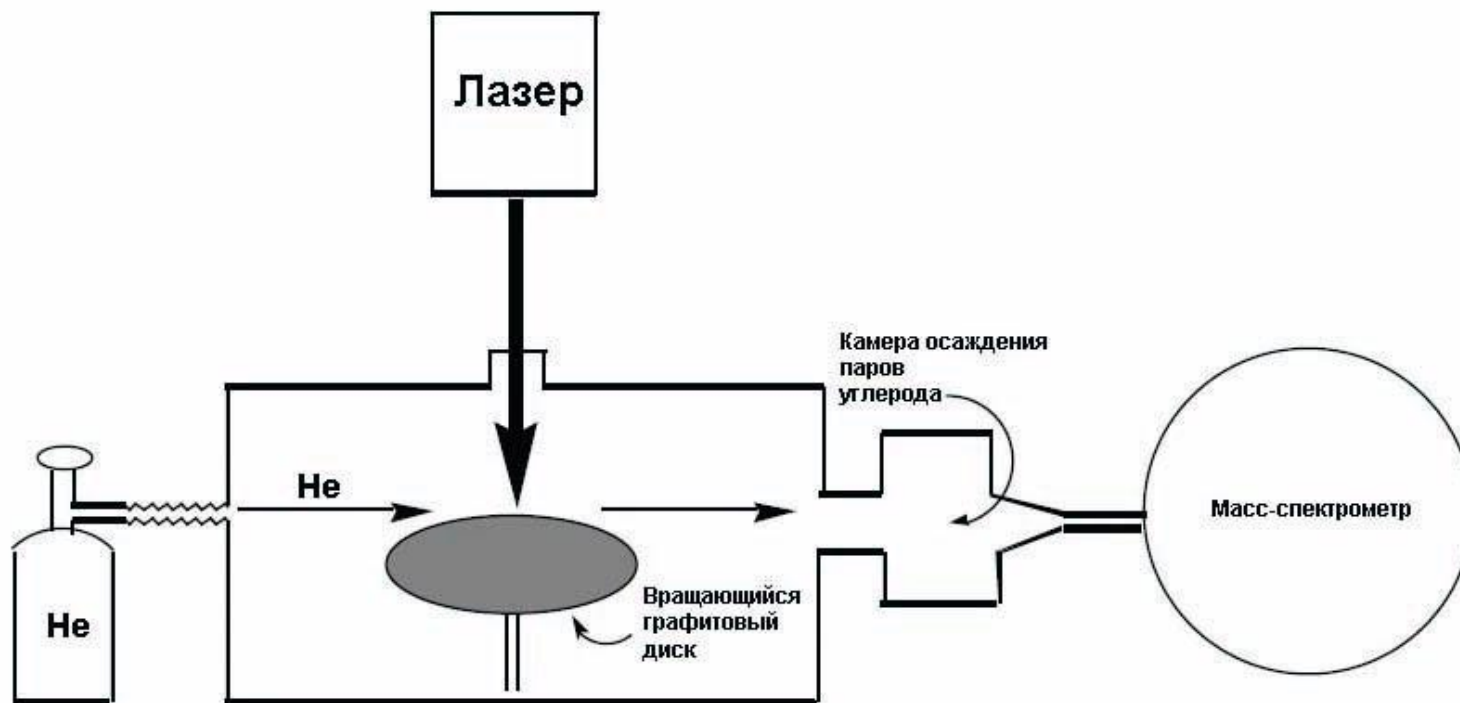 Лазер
Камера осаждения
паров
углерода
He
Масс-спектрометр
Вращающийся
графитовый
диск
He